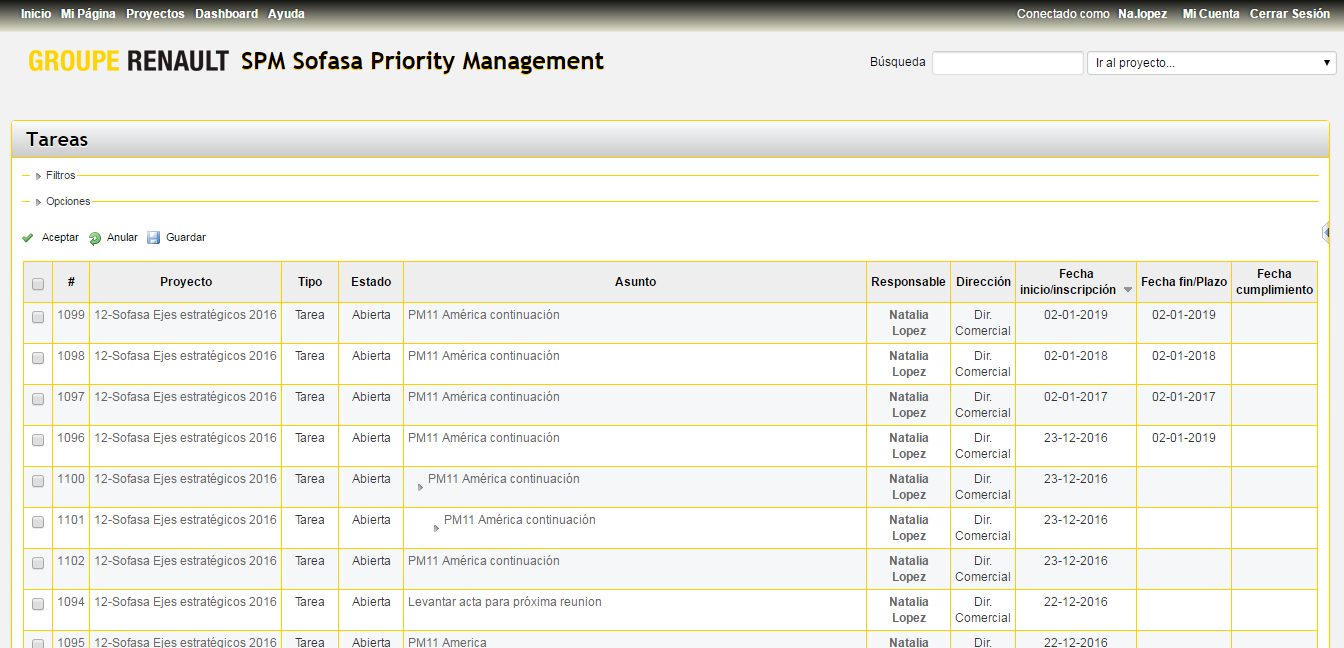 Inicio Mi Página Proyectos Dashboard Ayuda Conectado como Na.lopez Mi Cuenta Cerrar Sesión
GROUPE RENAULT SPM Sofasa Priority Management Búsqueda Ir al proyecto...
Tareas
Filtros
Opciones
Aceptar Anular Guardar
# Proyecto Tipo Estado Asunto Responsable Dirección Fecha inicio/inscripción Fecha fin/Plazo Fecha cumplimiento
1099 12-Sofasa Ejes estratégicos 2016 Tarea Abierta PM11 América continuación Natalia Lopez Dir. Comercial 02-01-2019 02-01-2019
1098 12-Sofasa Ejes estratégicos 2016 Tarea Abierta PM11 América continuación Natalia Lopez Dir. Comercial 02-01-2018 02-01-2018
1097 12-Sofasa Ejes estratégicos 2016 Tarea Abierta PM11 América continuación Natalia Lopez Dir. Comercial 02-01-2017 02-01-2017
1096 12-Sofasa Ejes estratégicos 2016 Tarea Abierta PM11 América continuación Natalia Lopez Dir. Comercial 23-12-2016 02-01-2019
1100 12-Sofasa Ejes estratégicos 2016 Tarea Abierta PM11 América continuación Natalia Lopez Dir. Comercial 23-12-2016
1101 12-Sofasa Ejes estratégicos 2016 Tarea Abierta PM11 América continuación Natalia Lopez Dir. Comercial 23-12-2016
1102 12-Sofasa Ejes estratégicos 2016 Tarea Abierta PM11 América continuación Natalia Lopez Dir. Comercial 23-12-2016
1094 12-Sofasa Ejes estratégicos 2016 Tarea Abierta Levantar acta para próxima reunion Natalia Lopez Dir. Comercial 22-12-2016
1095 12-Sofasa Ejes estratégicos 2016 Tarea Abierta PM11 America Natalia Dir. 22-12-2016